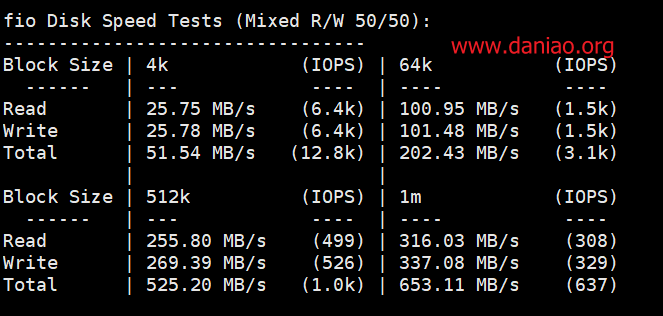 fio Disk Speed Tests (Mixed R/W 50/50):
---------------------------------
www.daniao.org
Block Size | 4k            (IOPS) | 64k           (IOPS)
  ------   | ---            ----  | ----           ----
Read       | 25.75 MB/s    (6.4k) | 100.95 MB/s   (1.5k)
Write      | 25.78 MB/s    (6.4k) | 101.48 MB/s   (1.5k)
Total      | 51.54 MB/s   (12.8k) | 202.43 MB/s   (3.1k)
           |                      |
Block Size | 512k          (IOPS) | 1m            (IOPS)
  ------   | ---            ----  | ----           ----
Read       | 255.80 MB/s    (499) | 316.03 MB/s    (308)
Write      | 269.39 MB/s    (526) | 337.08 MB/s    (329)
Total      | 525.20 MB/s   (1.0k) | 653.11 MB/s    (637)